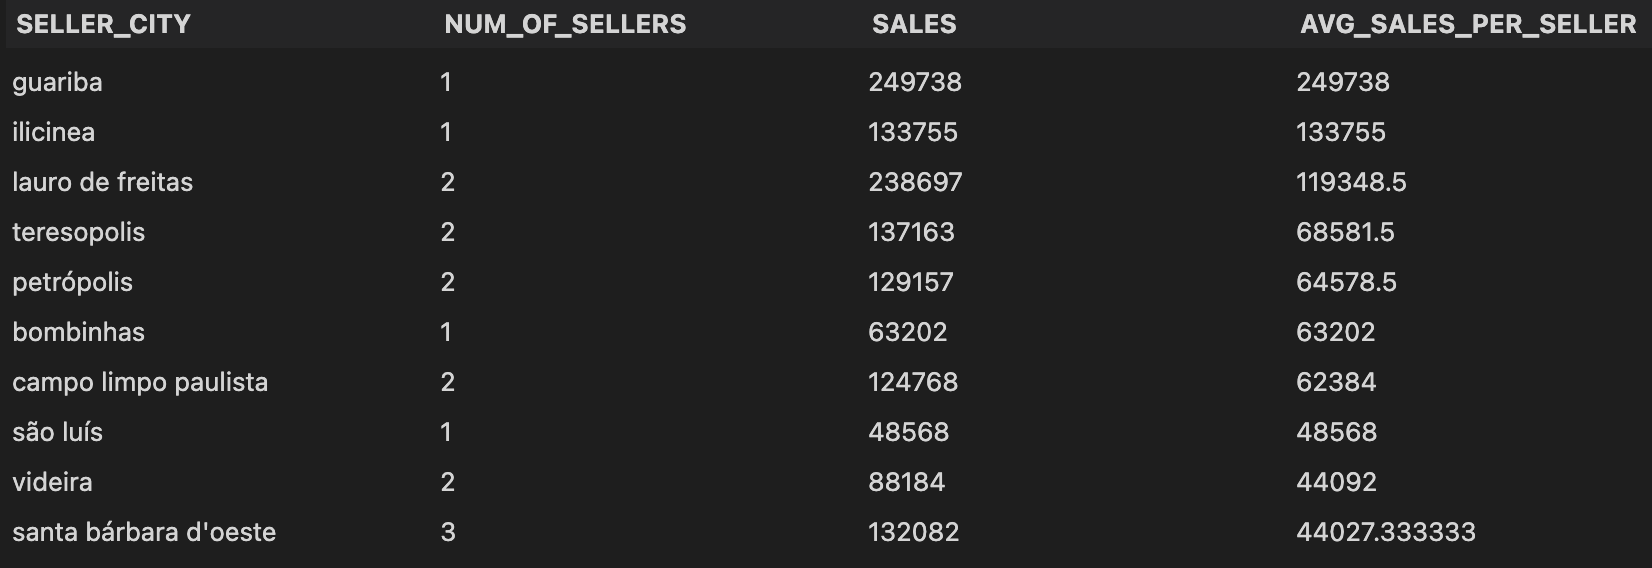 SELLER_CITY NUM_OF_SELLERS SALES AVG_SALES_PER_SELLER
guariba 1 249738 249738
ilicinea 1 133755 133755
lauro de freitas 2 238697 119348.5
teresopolis 2 137163 68581.5
petrópolis 2 129157 64578.5
bombinhas 1 63202 63202
campo limpo paulista 2 124768 62384
são luís 1 48568 48568
videira 2 88184 44092
santa bárbara d'oeste 3 132082 44027.333333